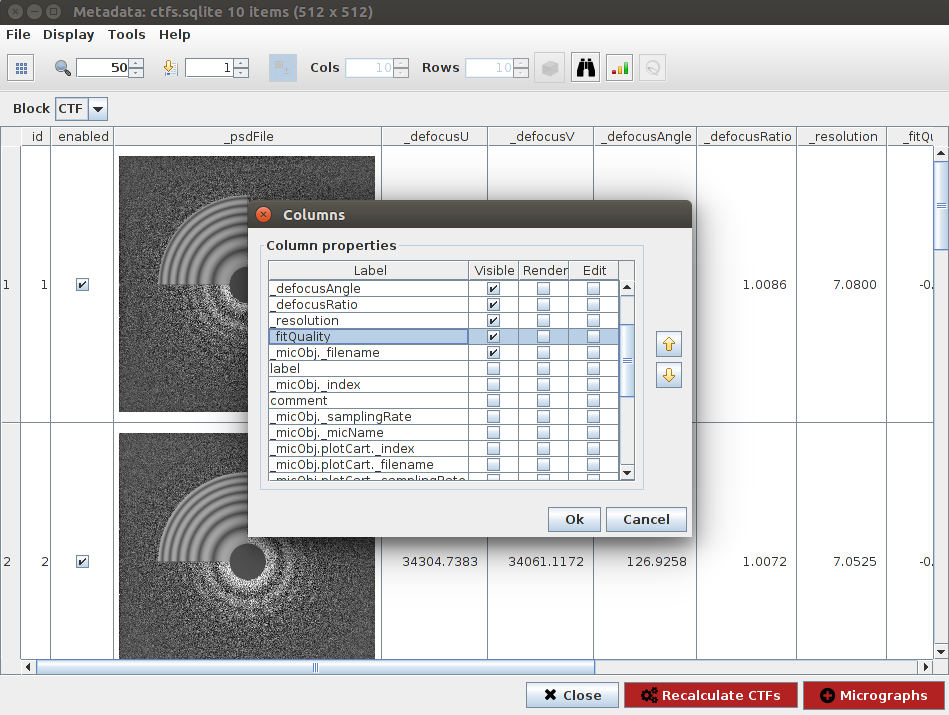 Metadata: ctfs.sqlite 10 items (512 x 512)
File Display Tools Help
50 1 Cols 10 Rows 10
Block CTF
id enabled _psdFile _defocusU _defocusV _defocusAngle _defocusRatio _resolution _fitQu
1 1 1.0086 7.0800 -0.
Columns
Column properties
Label Visible Render Edit
_defocusAngle
_defocusRatio
_resolution
_fitQuality
_micObj._filename
label
_micObj._index
comment
_micObj._samplingRate
_micObj._micName
_micObj.plotCart._index
_micObj.plotCart._filename
_micObj.plotCart._samplingRate
Ok Cancel
2 2 34304.7383 34061.1172 126.9258 1.0072 7.0525 -0.
Close Recalculate CTFs Micrographs